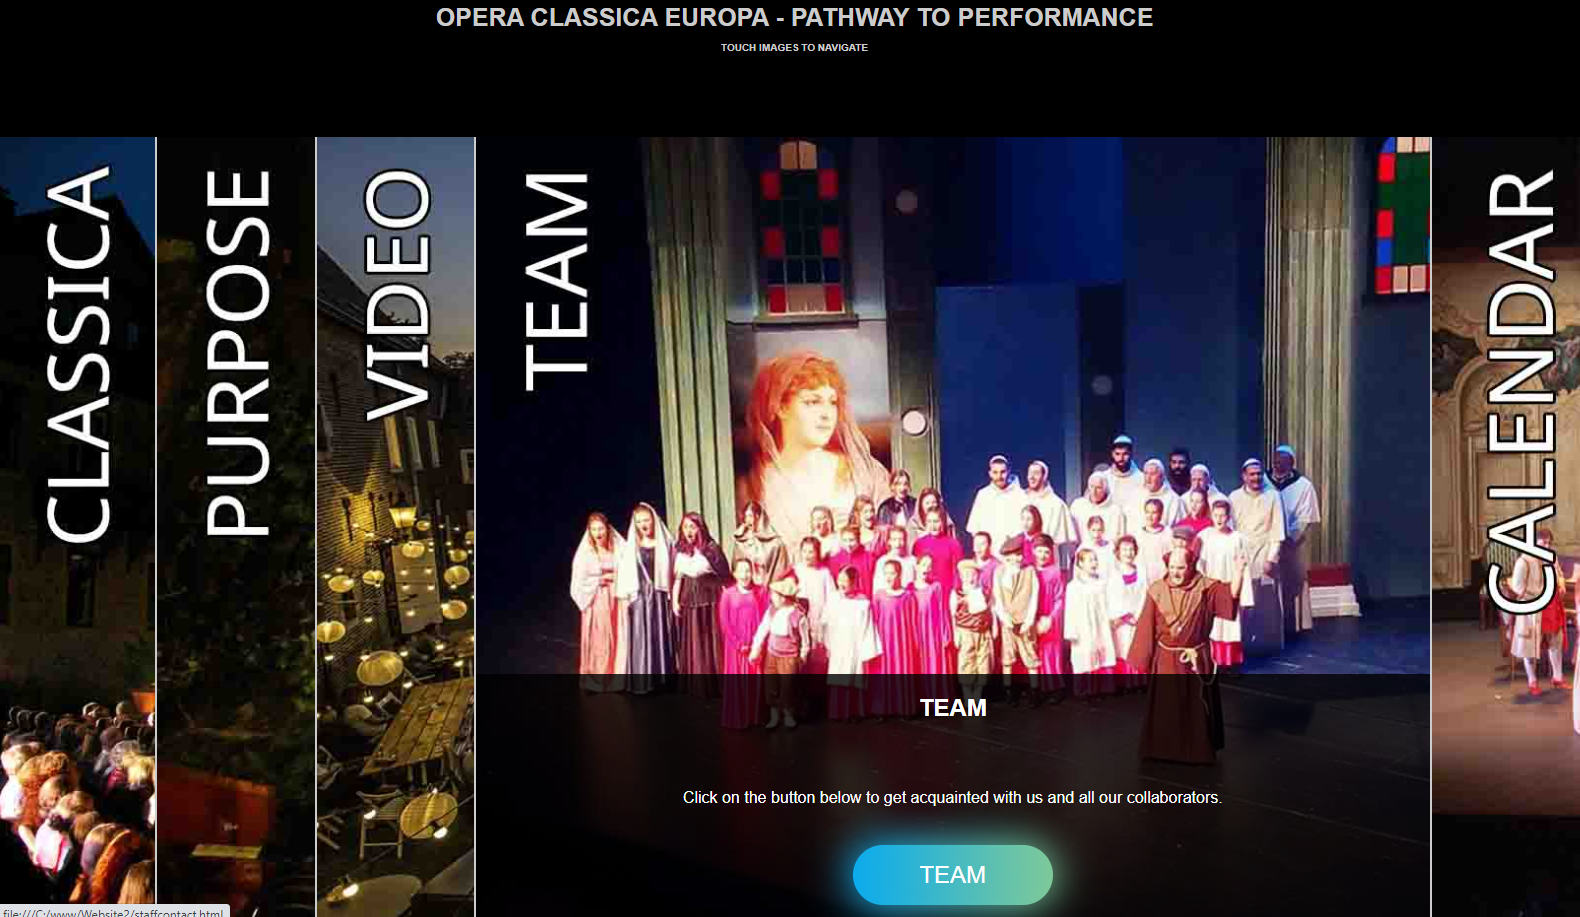 OPERA CLASSICA EUROPA - PATHWAY TO PERFORMANCE
TOUCH IMAGES TO NAVIGATE
CLASSICA
PURPOSE
VIDEO
TEAM
CALENDAR
TEAM
Click on the button below to get acquainted with us and all our collaborators.
TEAM
file:///C:/www/Website2/staffcontact.html